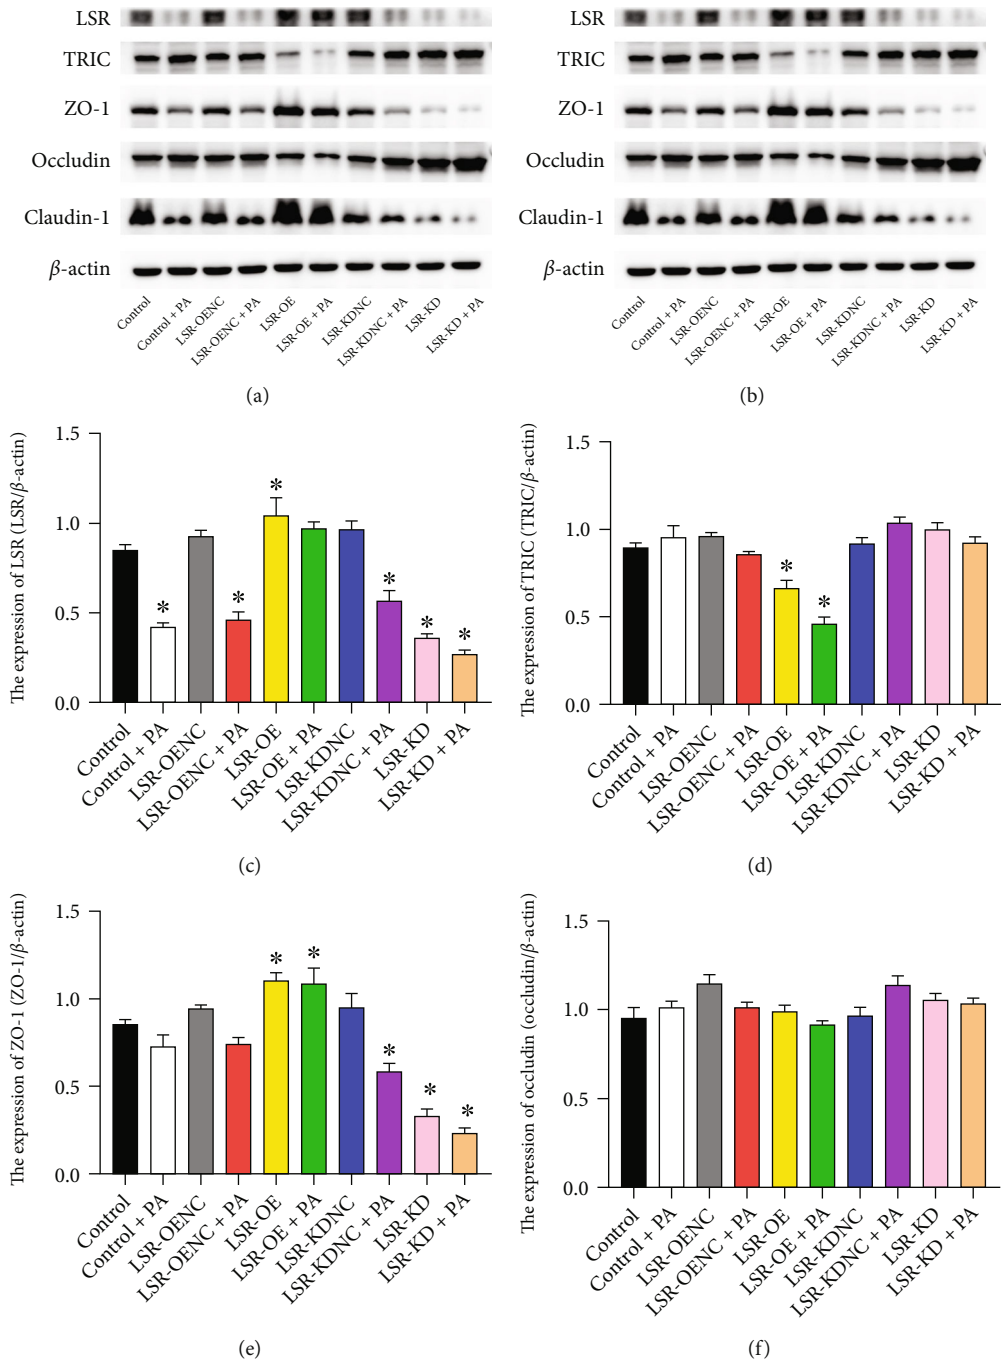 LSR
TRIC
ZO-1
Occludin
Claudin-1
β-actin
Control
Control + PA
LSR-OENC
LSR-OENC + PA
LSR-OE
LSR-OE + PA
LSR-KDNC
LSR-KDNC + PA
LSR-KD
LSR-KD + PA
(a)
LSR
TRIC
ZO-1
Occludin
Claudin-1
β-actin
Control
Control + PA
LSR-OENC
LSR-OENC + PA
LSR-OE
LSR-OE + PA
LSR-KDNC
LSR-KDNC + PA
LSR-KD
LSR-KD + PA
(b)
The expression of LSR (LSR/β-actin)
1.5
1.0
0.5
0.0
*
*
*
*
*
*
Control
Control + PA
LSR-OENC
LSR-OENC + PA
LSR-OE
LSR-OE + PA
LSR-KDNC
LSR-KDNC + PA
LSR-KD
LSR-KD + PA
(c)
The expression of TRIC (TRIC/β-actin)
1.5
1.0
0.5
0.0
*
*
Control
Control + PA
LSR-OENC
LSR-OENC + PA
LSR-OE
LSR-OE + PA
LSR-KDNC
LSR-KDNC + PA
LSR-KD
LSR-KD + PA
(d)
The expression of ZO-1 (ZO-1/β-actin)
1.5
1.0
0.5
0.0
*
*
*
*
*
Control
Control + PA
LSR-OENC
LSR-OENC + PA
LSR-OE
LSR-OE + PA
LSR-KDNC
LSR-KDNC + PA
LSR-KD
LSR-KD + PA
(e)
The expression of occludin (occludin/β-actin)
1.5
1.0
0.5
0.0
Control
Control + PA
LSR-OENC
LSR-OENC + PA
LSR-OE
LSR-OE + PA
LSR-KDNC
LSR-KDNC + PA
LSR-KD
LSR-KD + PA
(f)